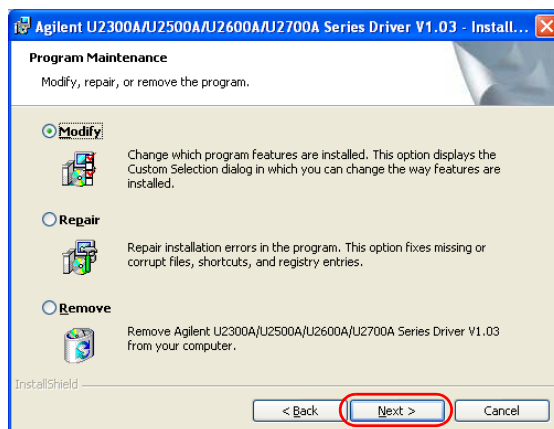 Agilent U2300A/U2500A/U2600A/U2700A Series Driver V1.03 - Install...
Program Maintenance
Modify, repair, or remove the program.
Modify
Change which program features are installed. This option displays the
Custom Selection dialog in which you can change the way features are
installed.
Repair
Repair installation errors in the program. This option fixes missing or
corrupt files, shortcuts, and registry entries.
Remove
Remove Agilent U2300A/U2500A/U2600A/U2700A Series Driver V1.03
from your computer.
InstallShield
< Back Next > Cancel